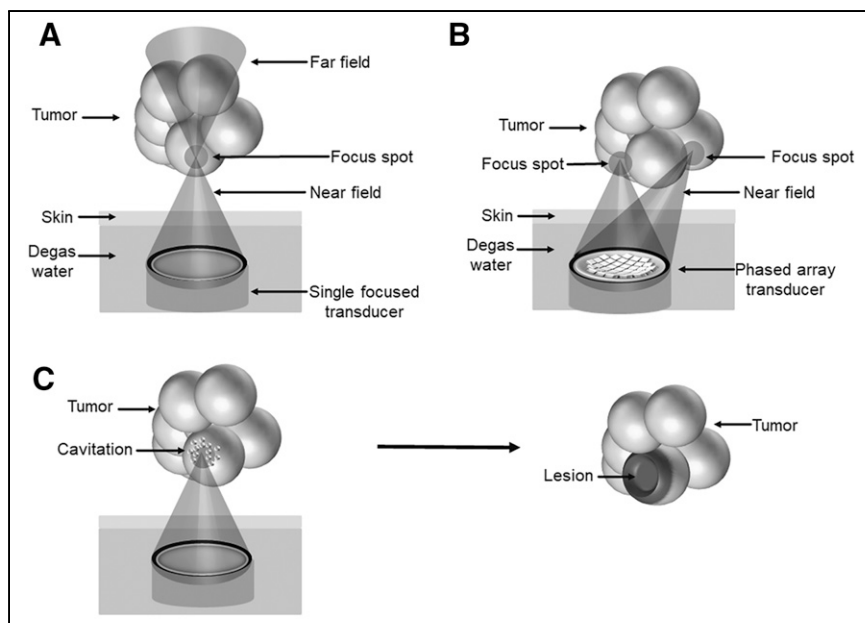 A
Far field
Tumor
Focus spot
Near field
Skin
Degas
water
Single focused
transducer
B
Tumor
Focus spot
Focus spot
Near field
Skin
Degas
water
Phased array
transducer
C
Tumor
Cavitation
Tumor
Lesion